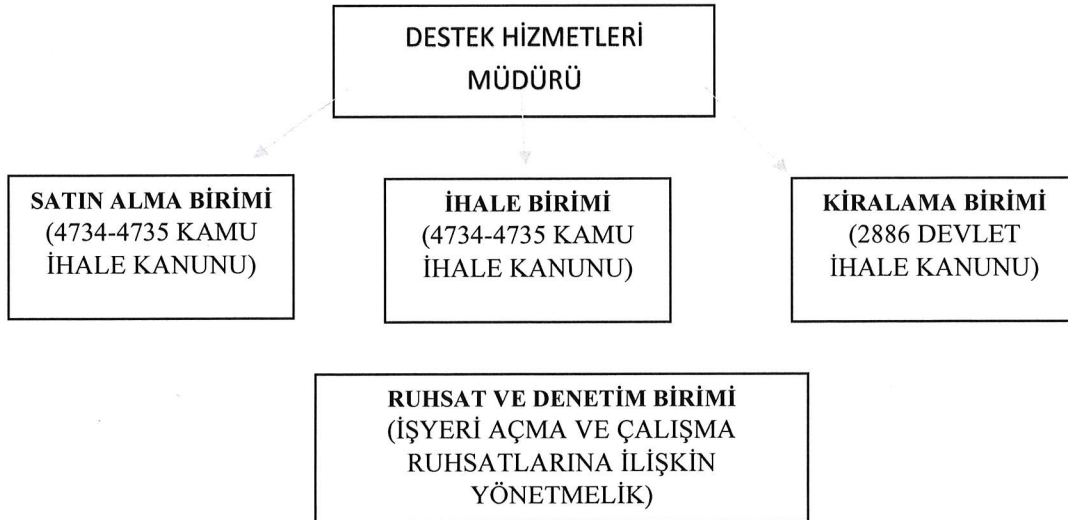 DESTEK HİZMETLERİ
MÜDÜRÜ
SATIN ALMA BİRİMİ
(4734-4735 KAMU
İHALE KANUNU)
İHALE BİRİMİ
(4734-4735 KAMU
İHALE KANUNU)
KİRALAMA BİRİMİ
(2886 DEVLET
İHALE KANUNU)
RUHSAT VE DENETİM BİRİMİ
(İŞYERİ AÇMA VE ÇALIŞMA
RUHSATLARINA İLİŞKİN
YÖNETMELİK)